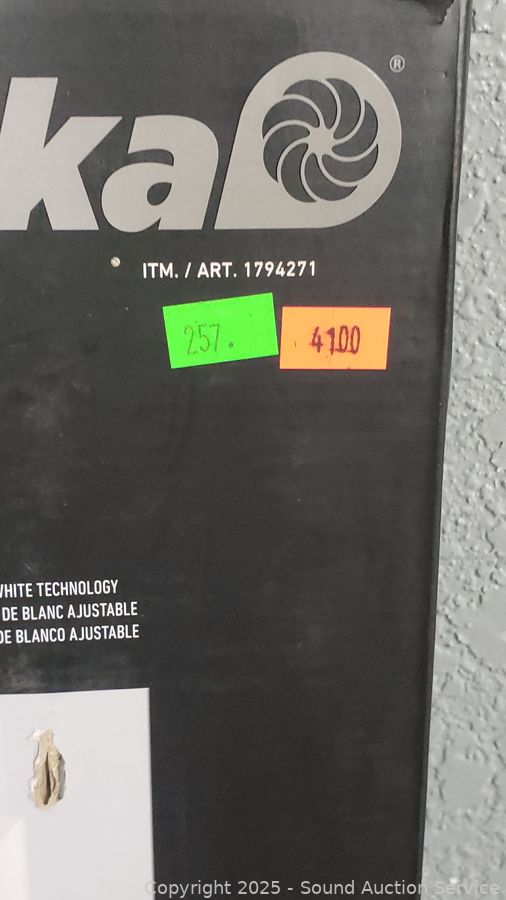 ka®
ITM. / ART. 1794271
257.
4100
WHITE TECHNOLOGY
DE BLANC AJUSTABLE
DE BLANCO AJUSTABLE
Copyright 2025 - Sound Auction Service